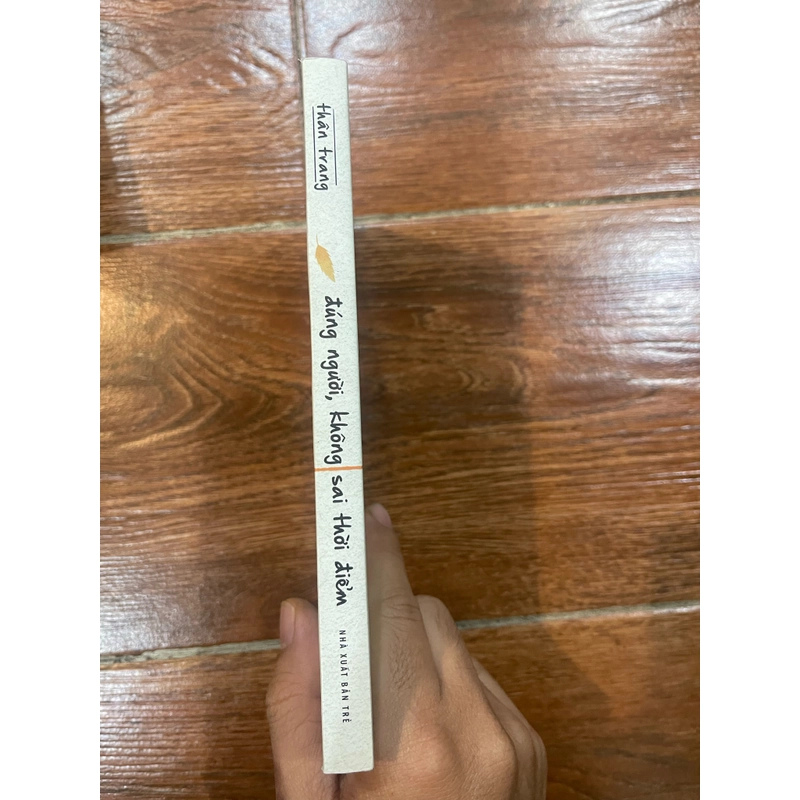 thân trang
đúng người, không sai thời điểm
NHÀ XUẤT BẢN TRẺ